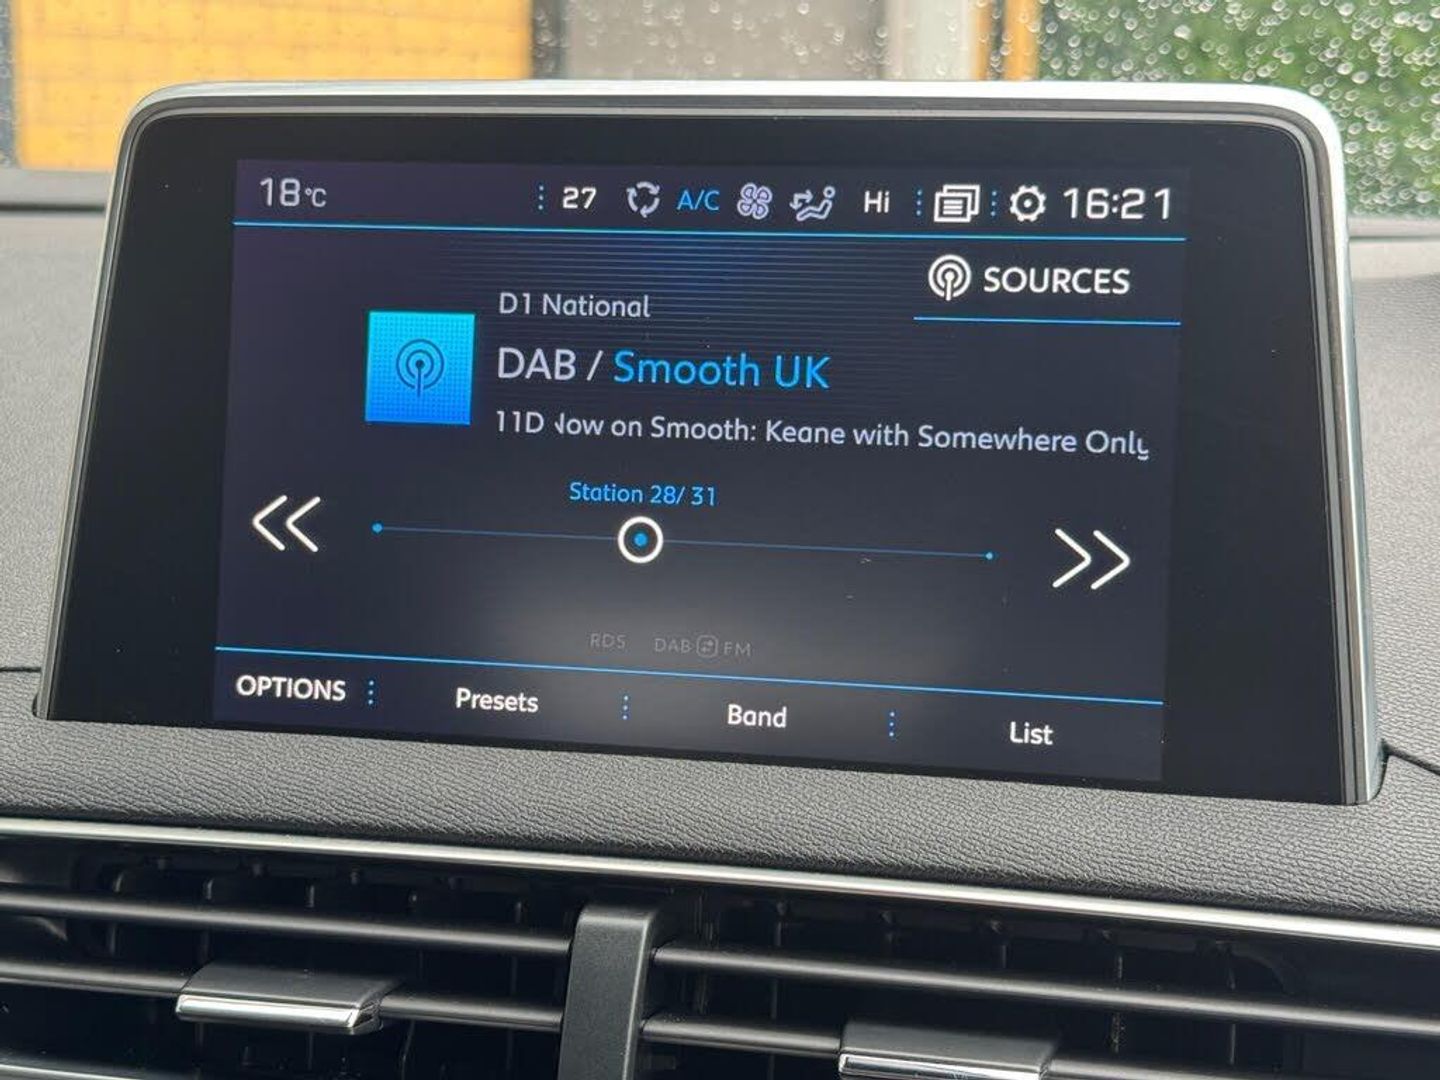 18°C 27 A/C Hi 16:21
SOURCES
D1 National
DAB / Smooth UK
11D Now on Smooth: Keane with Somewhere Only
Station 28/ 31
RDS DAB FM
OPTIONS Presets Band List